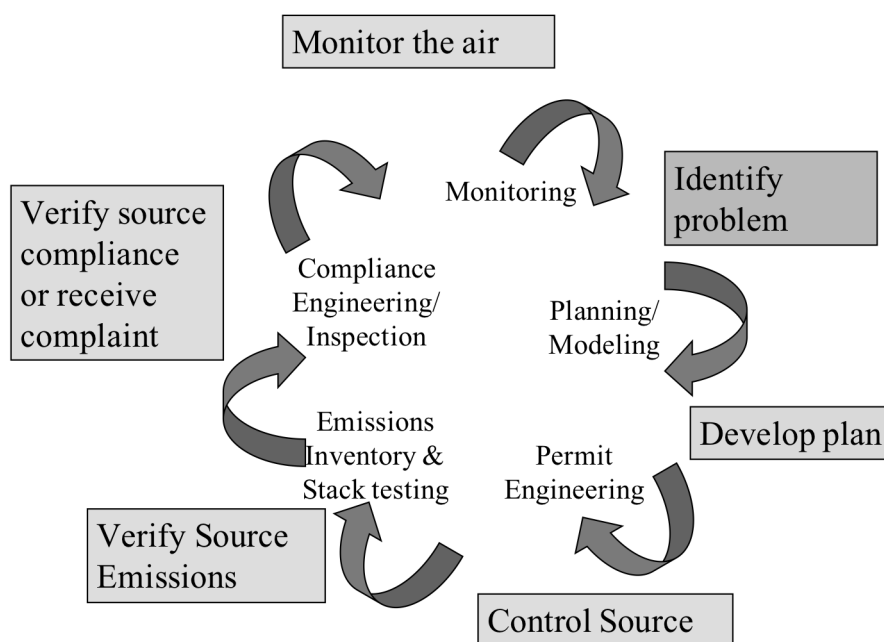 Monitor the air
Monitoring
Identify
problem
Planning/
Modeling
Develop plan
Permit
Engineering
Control Source
Emissions
Inventory &
Stack testing
Verify Source
Emissions
Compliance
Engineering/
Inspection
Verify source
compliance
or receive
complaint